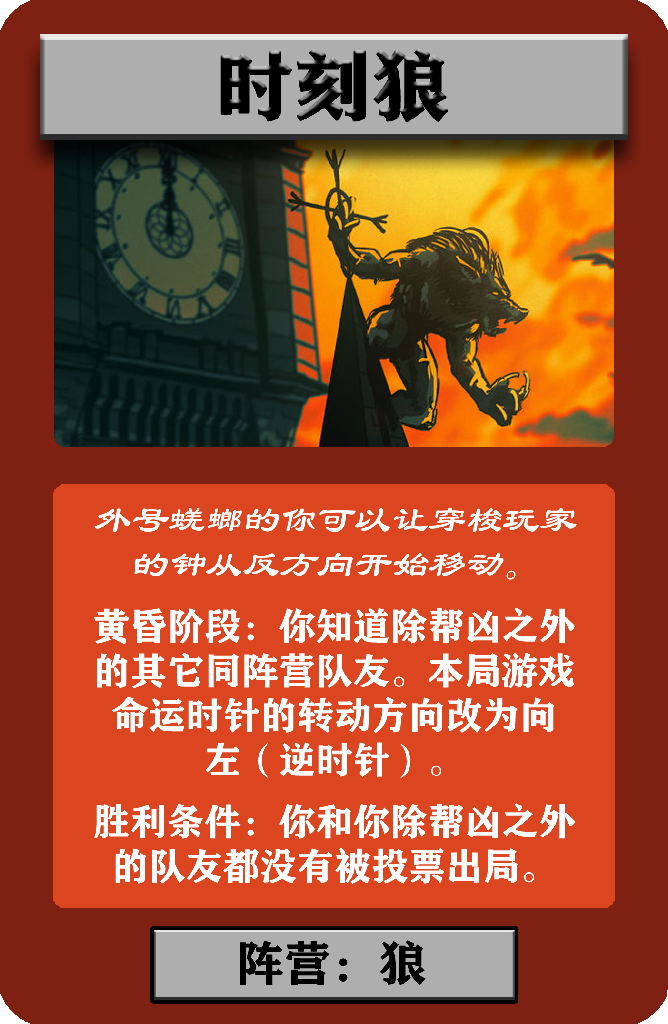 时刻狼
外号蜣螂的你可以让穿梭玩家
的钟从反方向开始移动。
黄昏阶段：你知道除帮凶之外
的其它同阵营队友。本局游戏
命运时针的转动方向改为向
左（逆时针）。
胜利条件：你和你除帮凶之外
的队友都没有被投票出局。
阵营：狼